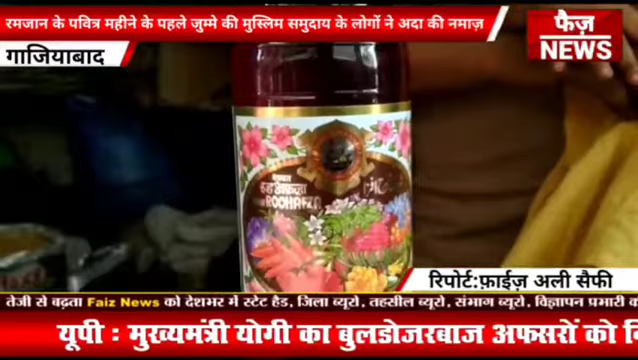 रमजान के पवित्र महीने के पहले जुम्मे की मुस्लिम समुदाय के लोगों ने अदा की नमाज़
फैज़
NEWS
गाजियाबाद
ROOHAFZA
रिपोर्ट:फ़ाईज़ अली सैफी
तेजी से बढ़ता Faiz News को देशभर में स्टेट हैड, जिला ब्यूरो, तहसील ब्यूरो, संभाग ब्यूरो, विज्ञापन प्रभारी
यूपी : मुख्यमंत्री योगी का बुलडोजरबाज अफसरों को